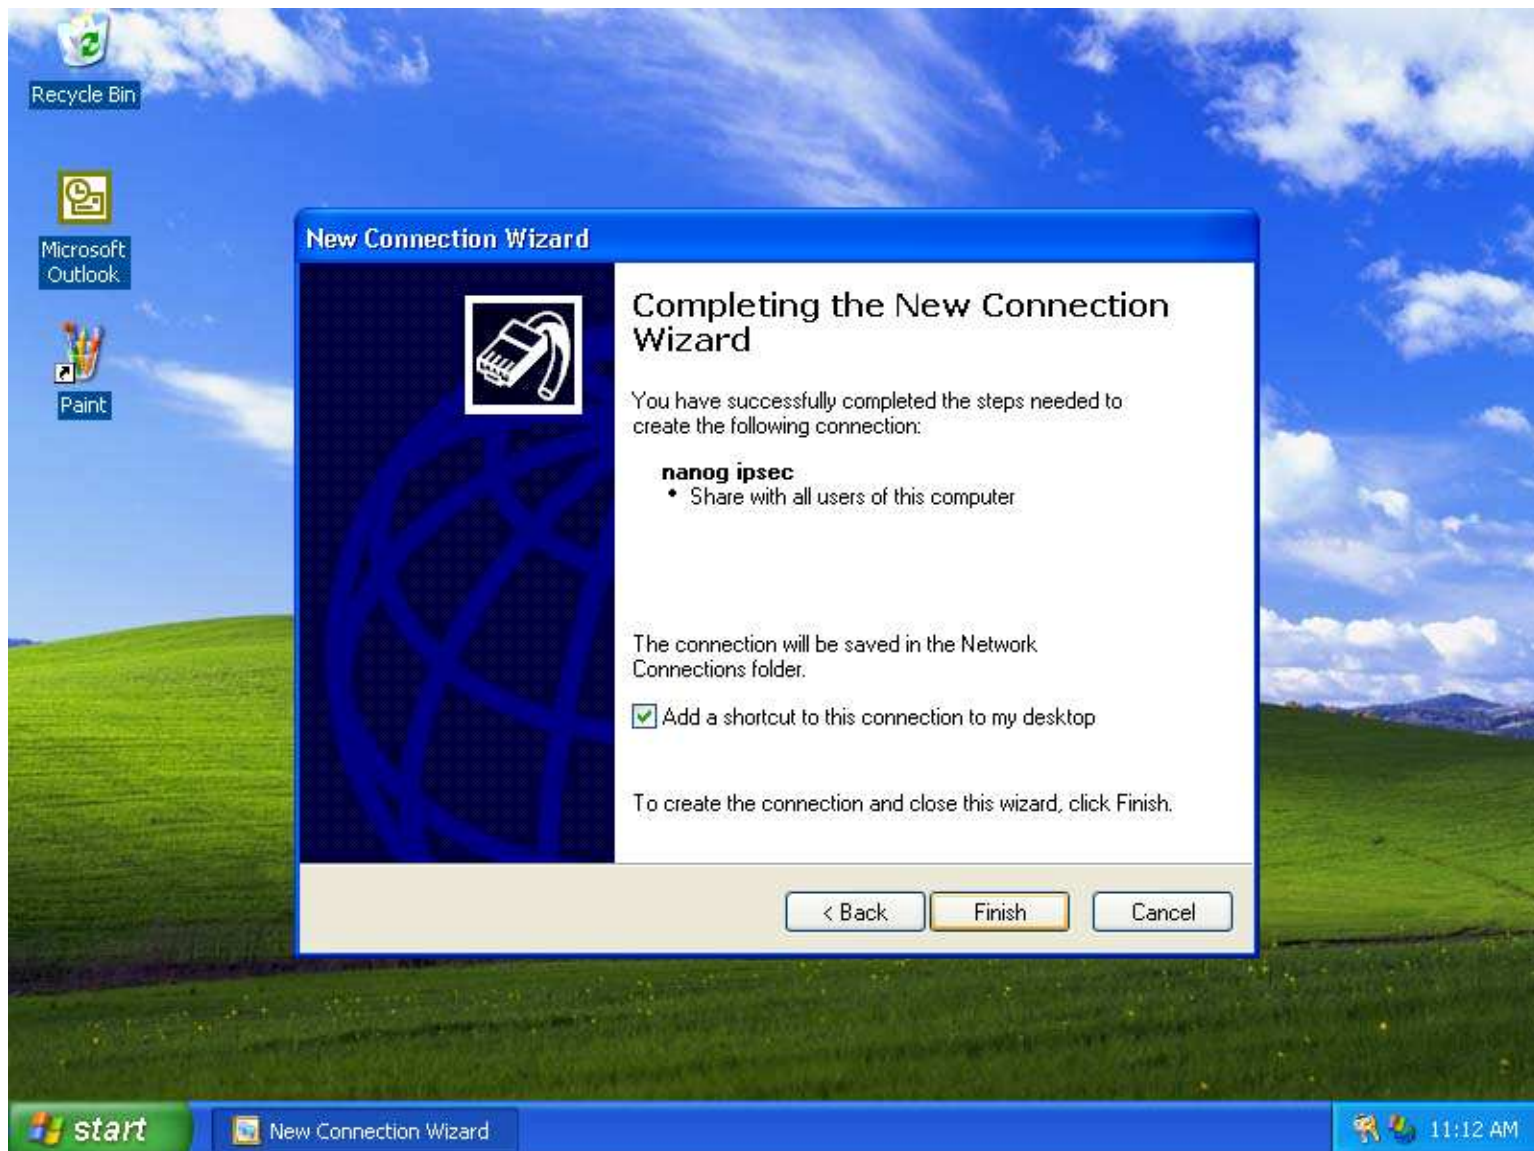 Recycle Bin
Microsoft
Outlook
Paint
New Connection Wizard
Completing the New Connection
Wizard
You have successfully completed the steps needed to
create the following connection:
nanog ipsec
• Share with all users of this computer
The connection will be saved in the Network
Connections folder.
Add a shortcut to this connection to my desktop
To create the connection and close this wizard, click Finish.
< Back
Finish
Cancel
start
New Connection Wizard
11:12 AM